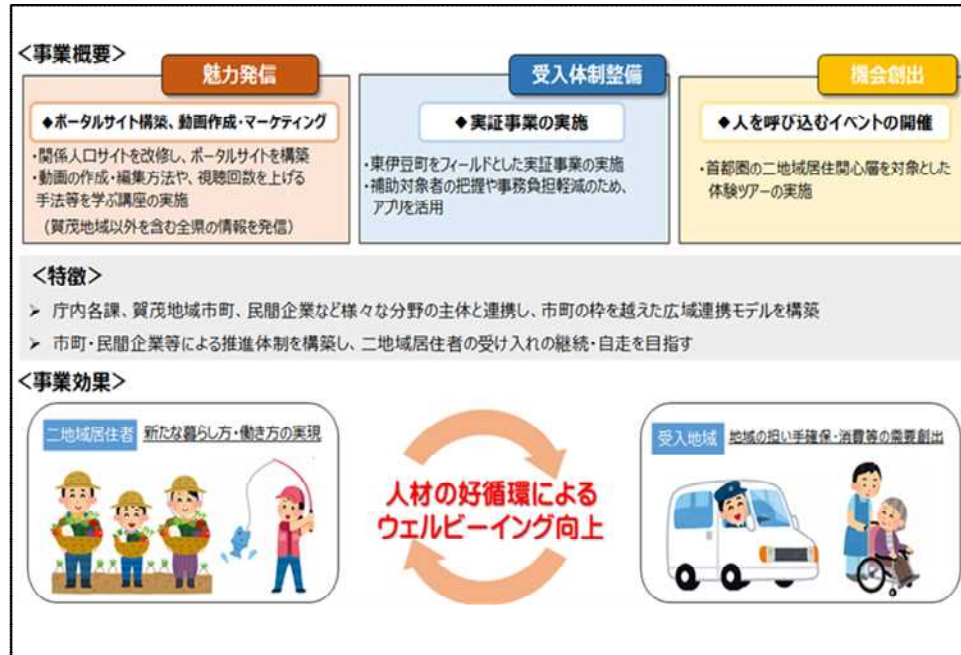 <事業概要>
魅力発信
◆ポータルサイト構築、動画作成・マーケティング
・関係人口サイトを改修し、ポータルサイトを構築
・動画の作成・編集方法や、視聴回数を上げる
手法等を学ぶ講座の実施
(賀茂地域以外を含む全県の情報を発信)
受入体制整備
◆実証事業の実施
・東伊豆町をフィールドとした実証事業の実施
・補助対象者の把握や事務負担軽減のため、
アプリを活用
機会創出
◆人を呼び込むイベントの開催
・首都圏の二地域居住関心層を対象とした
体験ツアーの実施
<特徴>
➢ 庁内各課、賀茂地域市町、民間企業など様々な分野の主体と連携し、市町の枠を越えた広域連携モデルを構築
➢ 市町・民間企業等による推進体制を構築し、二地域居住者の受け入れの継続・自走を目指す
<事業効果>
二地域居住者 新たな暮らし方・働き方の実現
人材の好循環による
ウェルビーイング向上
受入地域 地域の担い手確保・消費等の需要創出